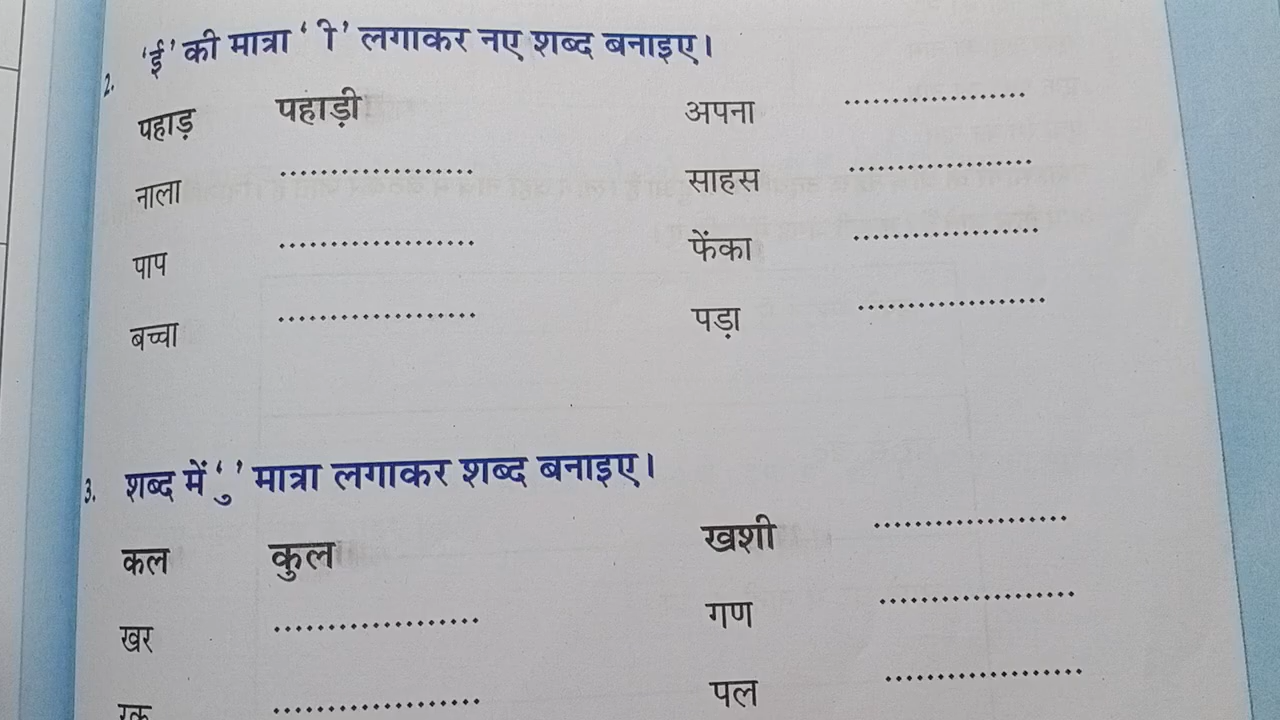 2. 'ई' की मात्रा 'ी' लगाकर नए शब्द बनाइए।
पहाड़ पहाड़ी अपना ....................
नाला .................... साहस ....................
पाप .................... फेंका ....................
बच्चा .................... पड़ा ....................
3. शब्द में 'ु' मात्रा लगाकर शब्द बनाइए।
कल कुल खशी ....................
खर .................... गण ....................
.................... पल ....................